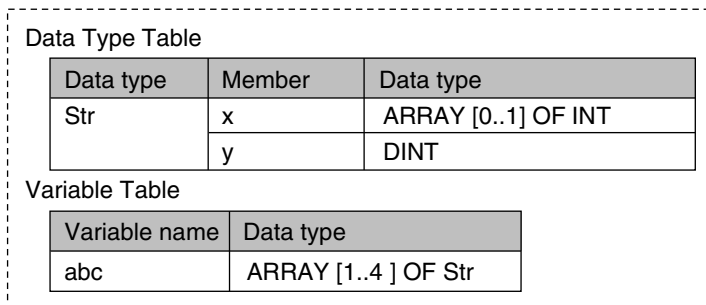 Data Type Table
Data type Member Data type
Str x ARRAY [0..1] OF INT
y DINT
Variable Table
Variable name Data type
abc ARRAY [1..4 ] OF Str